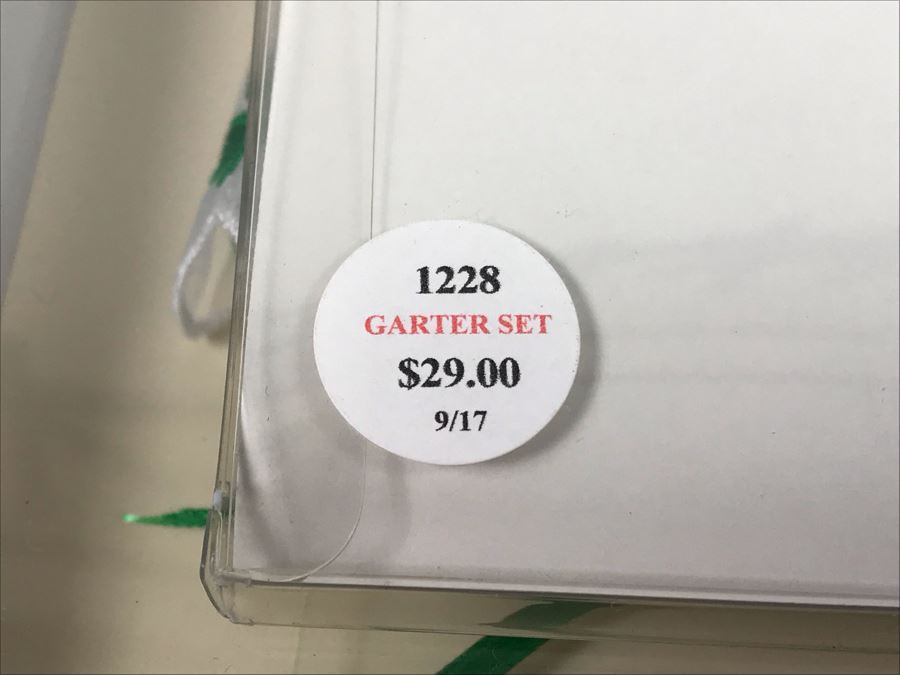 1228
GARTER SET
$29.00
9/17